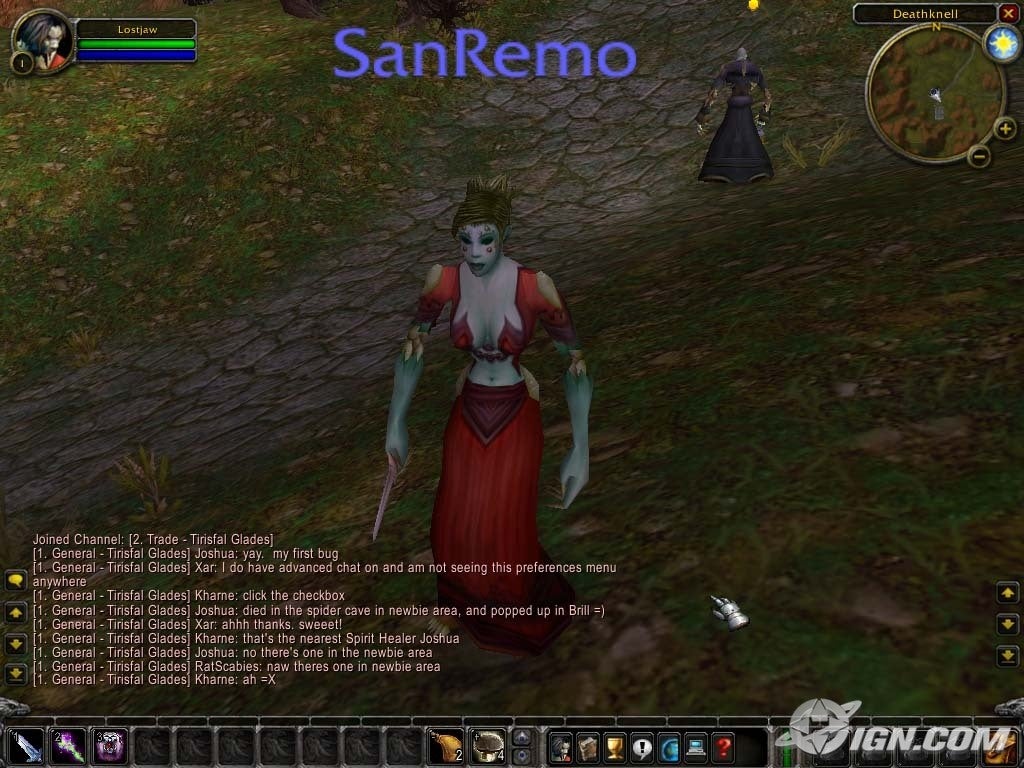 Lostjaw
1
SanRemo
Deathknell
N
Joined Channel: [2. Trade - Tirisfal Glades]
[1. General - Tirisfal Glades] Joshua: yay.  my first bug
[1. General - Tirisfal Glades] Xar: I do have advanced chat on and am not seeing this preferences menu
anywhere
[1. General - Tirisfal Glades] Kharne: click the checkbox
[1. General - Tirisfal Glades] Joshua: died in the spider cave in newbie area, and popped up in Brill =)
[1. General - Tirisfal Glades] Xar: ahhh thanks. sweeet!
[1. General - Tirisfal Glades] Kharne: that's the nearest Spirit Healer Joshua
[1. General - Tirisfal Glades] Joshua: no there's one in the newbie area
[1. General - Tirisfal Glades] RatScabies: naw theres one in newbie area
[1. General - Tirisfal Glades] Kharne: ah =X
1 2 3 2 4 ! ?
IGN.COM